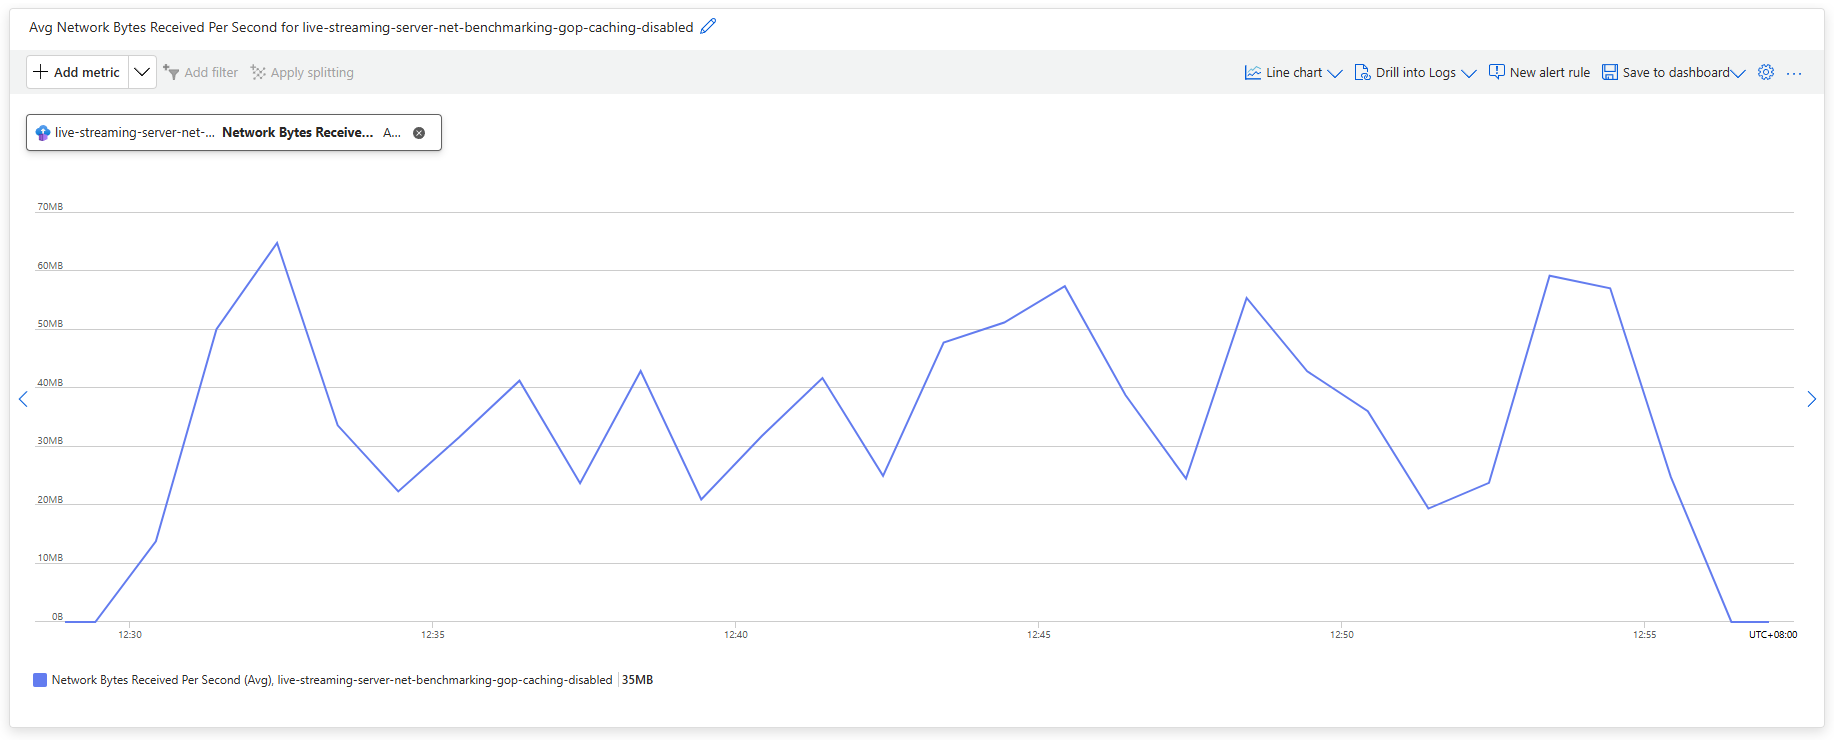 Avg Network Bytes Received Per Second for live-streaming-server-net-benchmarking-gop-caching-disabled
Add metric Add filter Apply splitting Line chart Drill into Logs New alert rule Save to dashboard ...
live-streaming-server-net-... Network Bytes Receive... A...
70MB
60MB
50MB
40MB
30MB
20MB
10MB
0B
12:30 12:35 12:40 12:45 12:50 12:55 UTC+08:00
Network Bytes Received Per Second (Avg), live-streaming-server-net-benchmarking-gop-caching-disabled 35MB